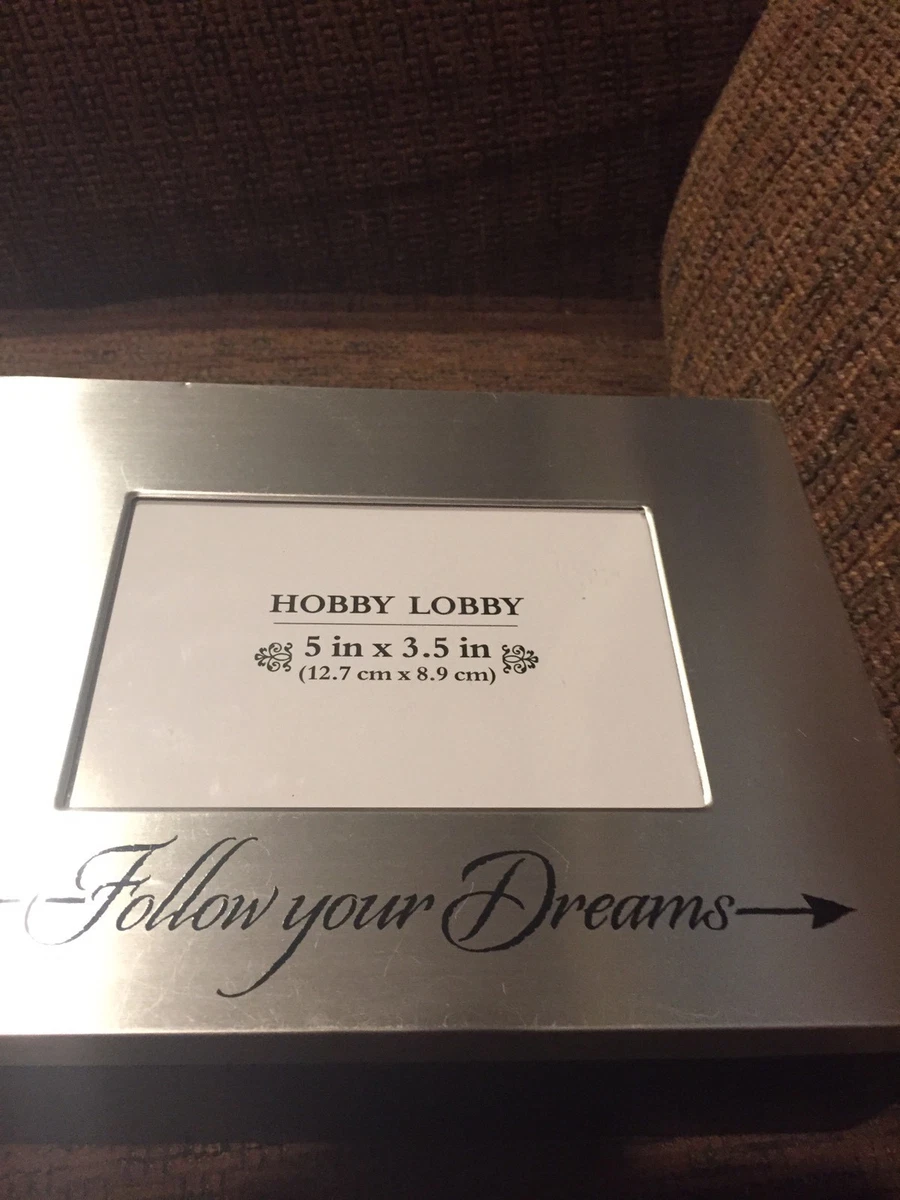 HOBBY LOBBY
5 in x 3.5 in
(12.7 cm x 8.9 cm)
Follow your Dreams